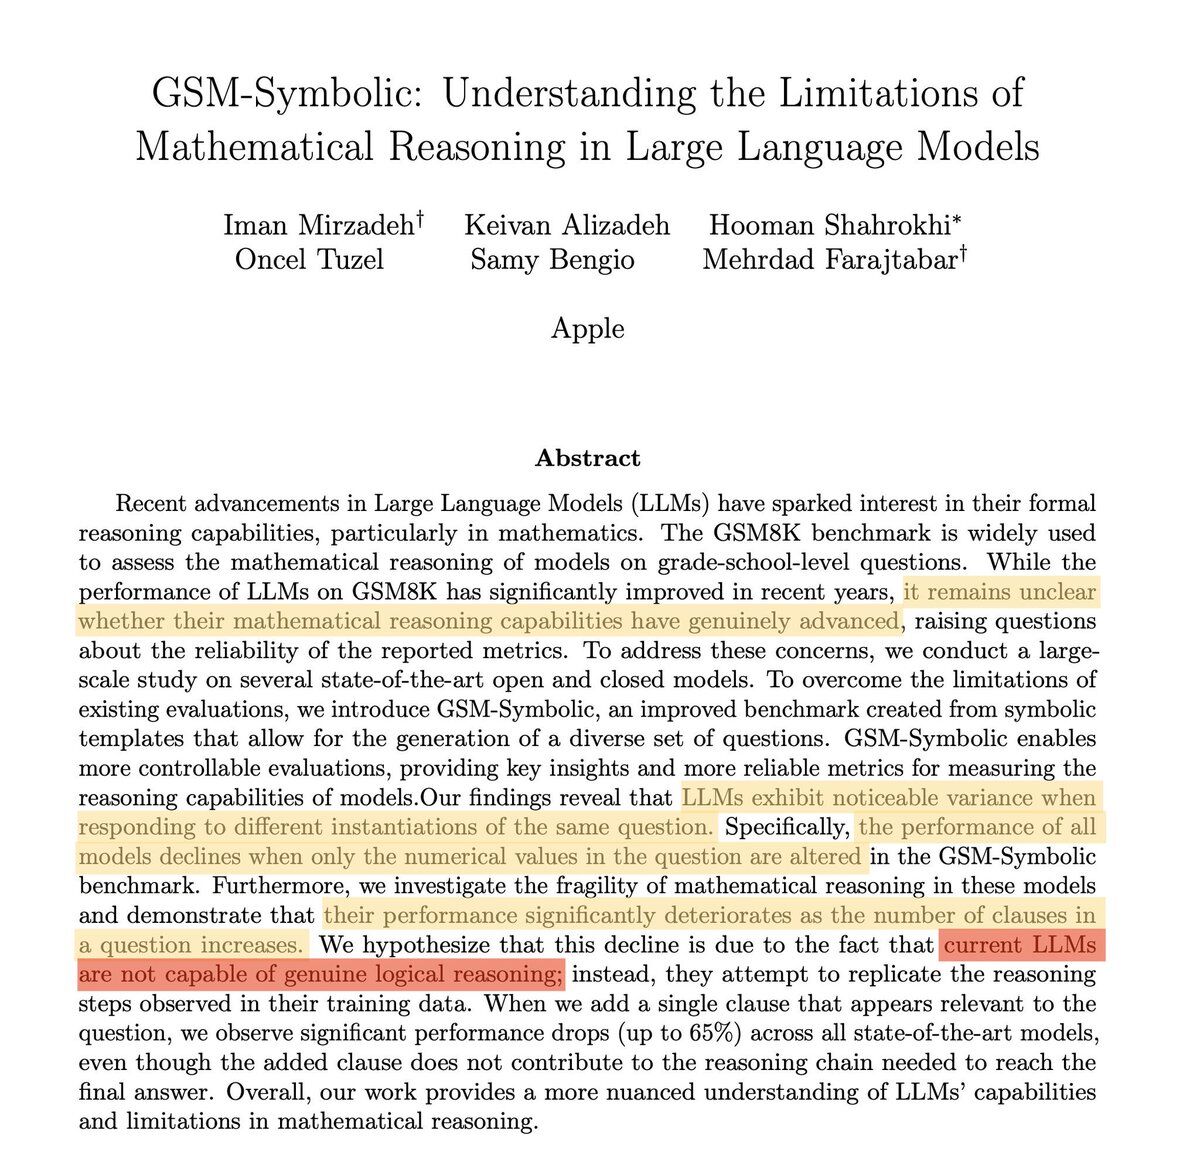 GSM-Symbolic: Understanding the Limitations of
Mathematical Reasoning in Large Language Models
Iman Mirzadeh† Keivan Alizadeh Hooman Shahrokhi*
Oncel Tuzel Samy Bengio Mehrdad Farajtabar†
Apple
Abstract
Recent advancements in Large Language Models (LLMs) have sparked interest in their formal
reasoning capabilities, particularly in mathematics. The GSM8K benchmark is widely used
to assess the mathematical reasoning of models on grade-school-level questions. While the
performance of LLMs on GSM8K has significantly improved in recent years, it remains unclear
whether their mathematical reasoning capabilities have genuinely advanced, raising questions
about the reliability of the reported metrics. To address these concerns, we conduct a large-
scale study on several state-of-the-art open and closed models. To overcome the limitations of
existing evaluations, we introduce GSM-Symbolic, an improved benchmark created from symbolic
templates that allow for the generation of a diverse set of questions. GSM-Symbolic enables
more controllable evaluations, providing key insights and more reliable metrics for measuring the
reasoning capabilities of models.Our findings reveal that LLMs exhibit noticeable variance when
responding to different instantiations of the same question. Specifically, the performance of all
models declines when only the numerical values in the question are altered in the GSM-Symbolic
benchmark. Furthermore, we investigate the fragility of mathematical reasoning in these models
and demonstrate that their performance significantly deteriorates as the number of clauses in
a question increases. We hypothesize that this decline is due to the fact that current LLMs
are not capable of genuine logical reasoning; instead, they attempt to replicate the reasoning
steps observed in their training data. When we add a single clause that appears relevant to the
question, we observe significant performance drops (up to 65%) across all state-of-the-art models,
even though the added clause does not contribute to the reasoning chain needed to reach the
final answer. Overall, our work provides a more nuanced understanding of LLMs’ capabilities
and limitations in mathematical reasoning.